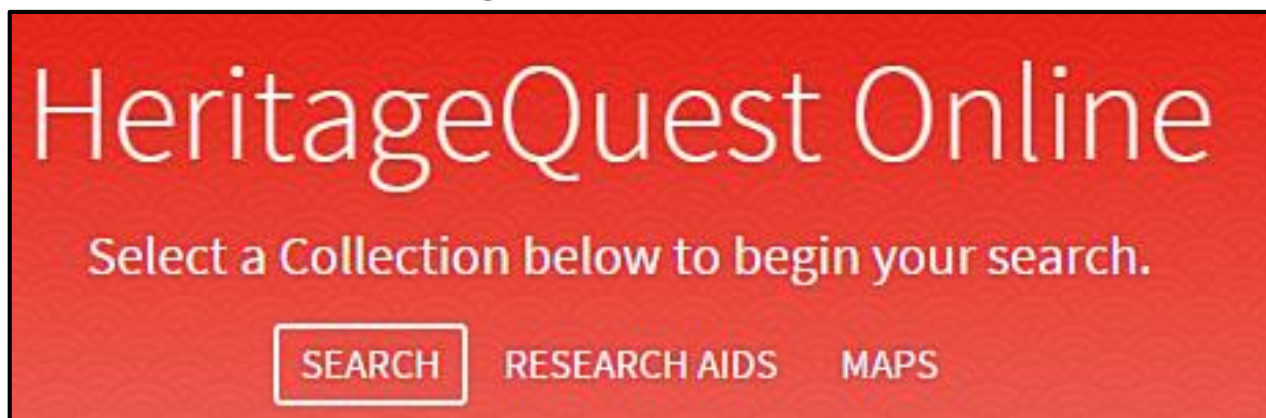 HeritageQuest Online
Select a Collection below to begin your search.
SEARCH RESEARCH AIDS MAPS